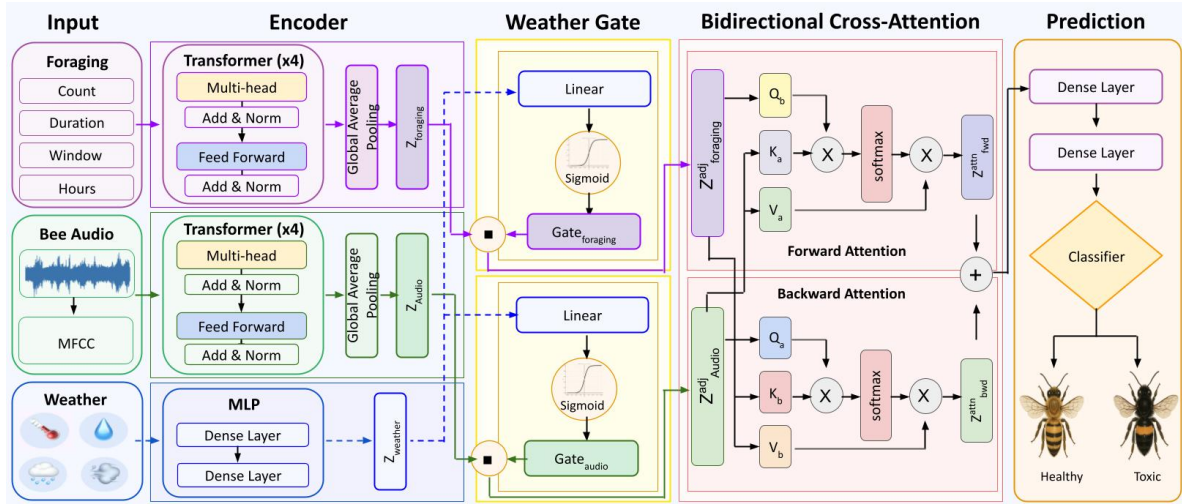 Input
Encoder
Weather Gate
Bidirectional Cross-Attention
Prediction
Foraging
Count
Duration
Window
Hours
Bee Audio
MFCC
Weather
Transformer (x4)
Multi-head
Add & Norm
Feed Forward
Add & Norm
Global Average
Pooling
Zforaging
Transformer (x4)
Multi-head
Add & Norm
Feed Forward
Add & Norm
Global Average
Pooling
ZAudio
MLP
Dense Layer
Dense Layer
Zweather
Linear
Sigmoid
Gateforaging
Linear
Sigmoid
Gateaudio
Zadjforaging
Qb
Ka
Va
X
softmax
X
Zattnfwd
Forward Attention
+
Backward Attention
ZadjAudio
Qa
Kb
Vb
X
softmax
X
Zattnbwd
Dense Layer
Dense Layer
Classifier
Healthy
Toxic